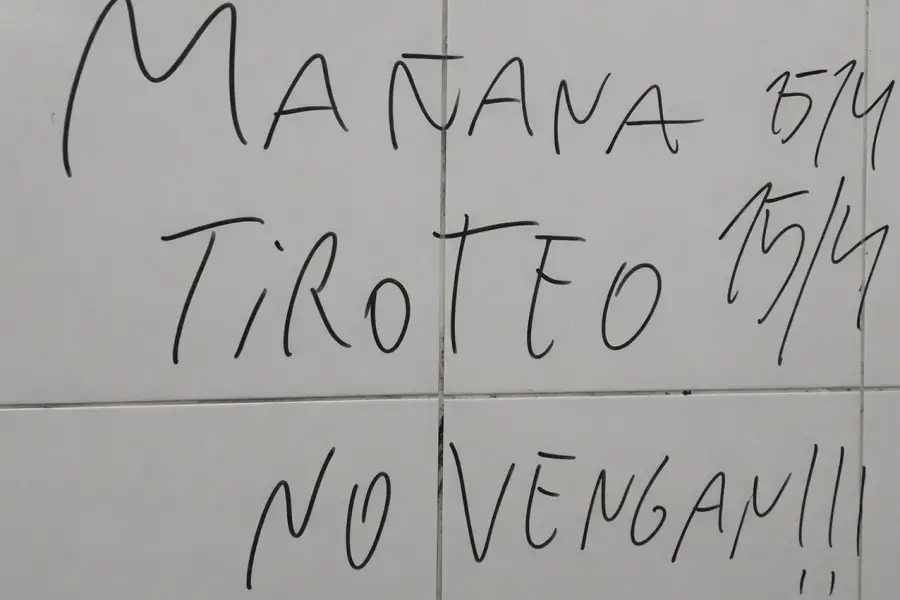 MAÑANA 15/4
TiROTEO 15/4
NO VENGAN!!!